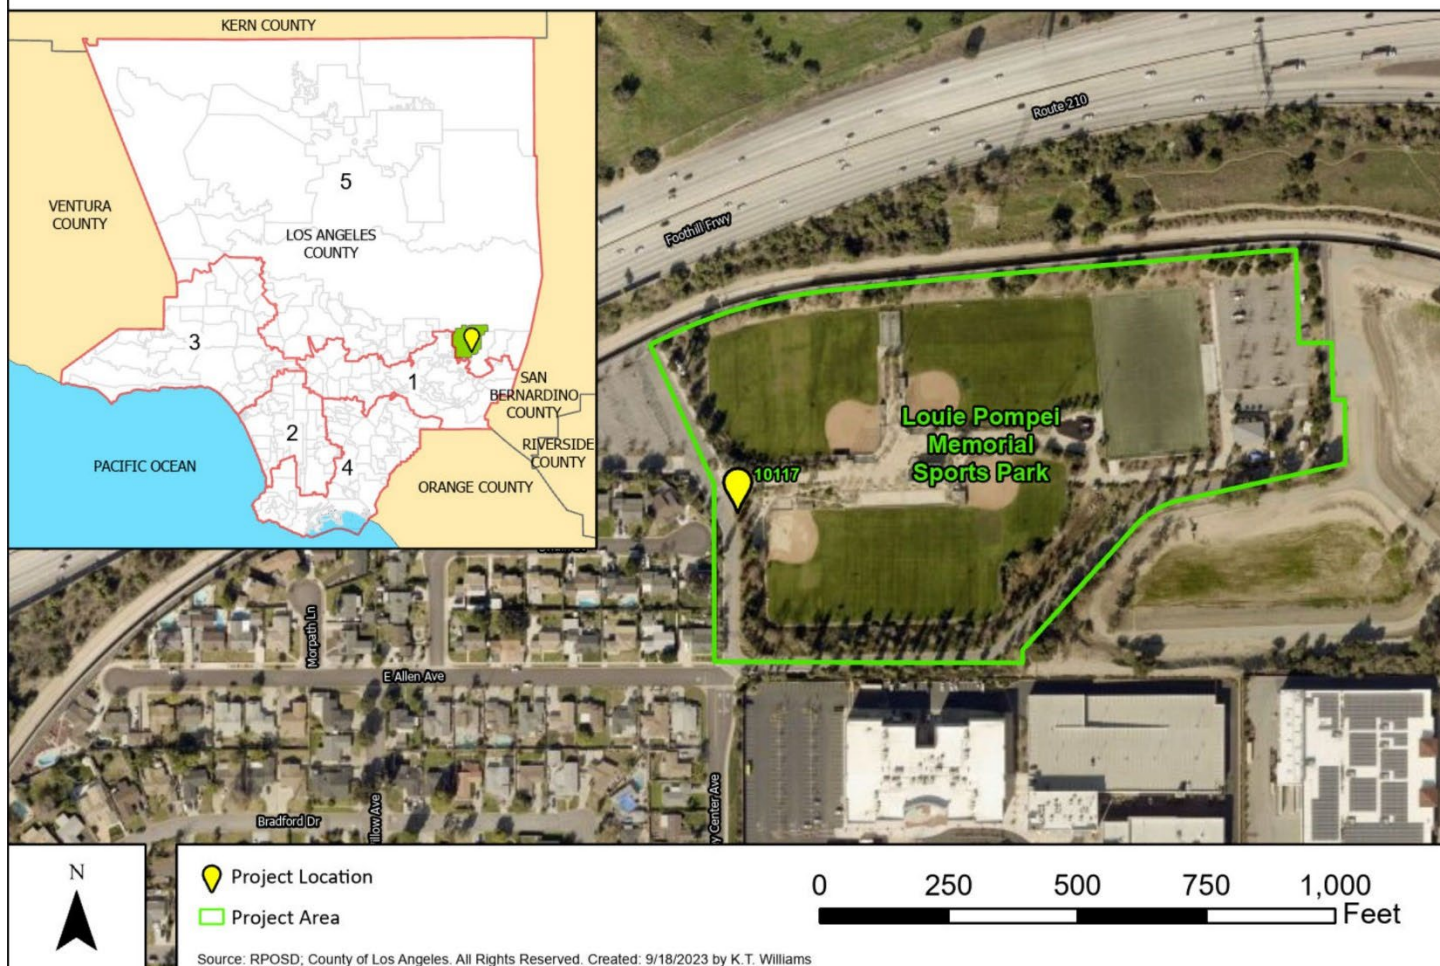 KERN COUNTY
5
VENTURA
COUNTY
LOS ANGELES
COUNTY
3
1
SAN
BERNARDINO
COUNTY
2
RIVERSIDE
COUNTY
4
PACIFIC OCEAN
ORANGE COUNTY
Route 210
Foothill Frwy
Louie Pompei
Memorial
Sports Park
10117
Morpath Ln
E Allen Ave
Bradford Dr
Center Ave
N
Project Location
Project Area
0 250 500 750 1,000
Feet
Source: RPOSD; County of Los Angeles. All Rights Reserved. Created: 9/18/2023 by K.T. Williams